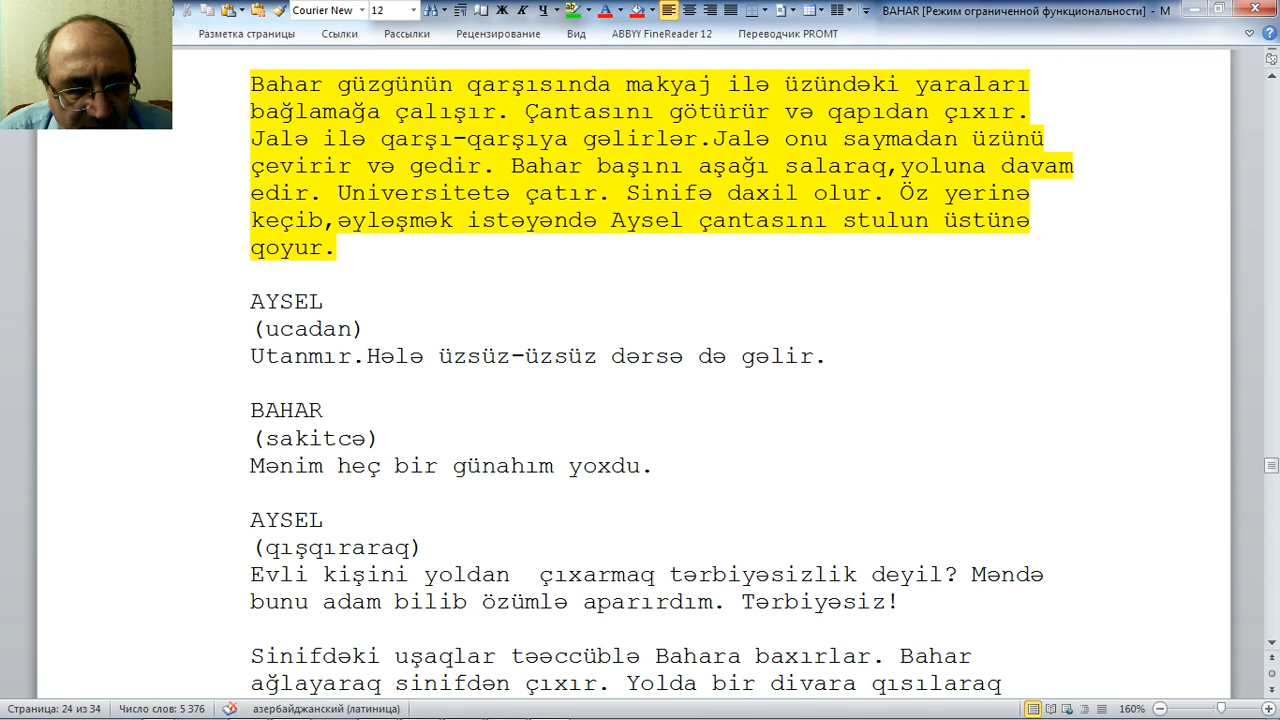 Courier New 12 Ж К Ч BAHAR [Режим ограниченной функциональности] - M
Разметка страницы Ссылки Рассылки Рецензирование Вид ABBYY FineReader 12 Переводчик PROMT
Bahar güzgünün qarşısında makyaj ilə üzündəki yaraları
bağlamağa çalışır. Çantasını götürür və qapıdan çıxır.
Jalə ilə qarşı-qarşıya gəlirlər.Jalə onu saymadan üzünü
çevirir və gedir. Bahar başını aşağı salaraq,yoluna davam
edir. Universitetə çatır. Sinifə daxil olur. Öz yerinə
keçib,əyləşmək istəyəndə Aysel çantasını stulun üstünə
qoyur.
AYSEL
(ucadan)
Utanmır.Hələ üzsüz-üzsüz dərsə də gəlir.
BAHAR
(sakitcə)
Mənim heç bir günahım yoxdu.
AYSEL
(qışqıraraq)
Evli kişini yoldan  çıxarmaq tərbiyəsizlik deyil? Məndə
bunu adam bilib özümlə aparırdım. Tərbiyəsiz!
Sinifdəki uşaqlar təəccüblə Bahara baxırlar. Bahar
ağlayaraq sinifdən çıxır. Yolda bir divara qısılaraq
Страница: 24 из 34 Число слов: 5 376 азербайджанский (латиница) 160%